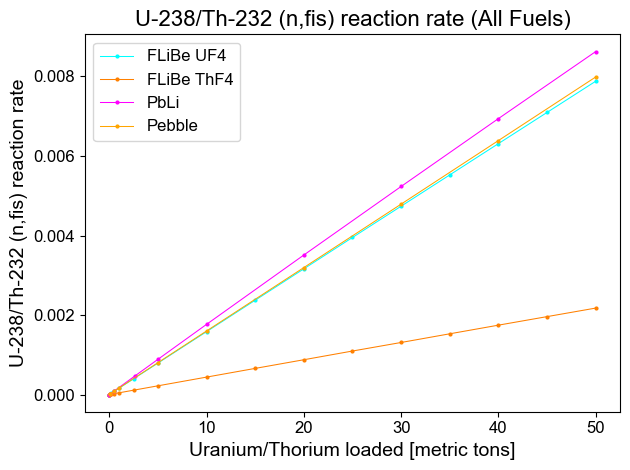 U-238/Th-232 (n,fis) reaction rate (All Fuels)
FLiBe UF4
FLiBe ThF4
PbLi
Pebble
U-238/Th-232 (n,fis) reaction rate
0.008
0.006
0.004
0.002
0.000
0 10 20 30 40 50
Uranium/Thorium loaded [metric tons]